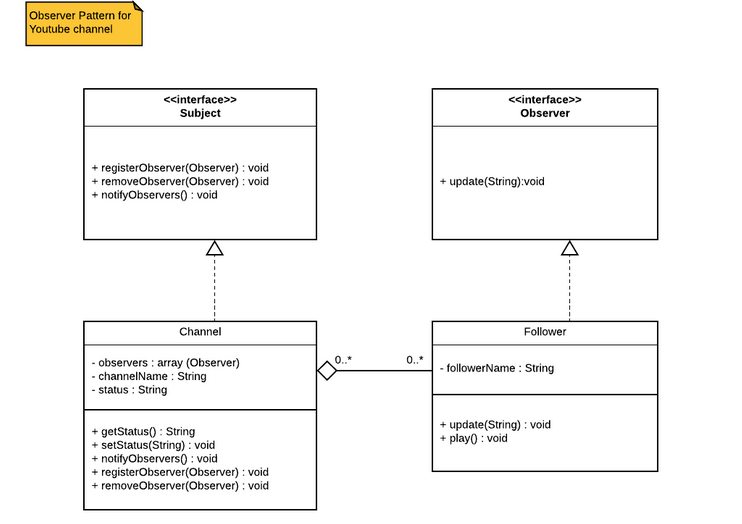 Observer Pattern for
Youtube channel
<<interface>>
Subject
+ registerObserver(Observer) : void
+ removeObserver(Observer) : void
+ notifyObservers() : void
<<interface>>
Observer
+ update(String):void
Channel
- observers : array (Observer)
- channelName : String
- status : String
+ getStatus() : String
+ setStatus(String) : void
+ notifyObservers() : void
+ registerObserver(Observer) : void
+ removeObserver(Observer) : void
0..*
0..*
Follower
- followerName : String
+ update(String) : void
+ play() : void